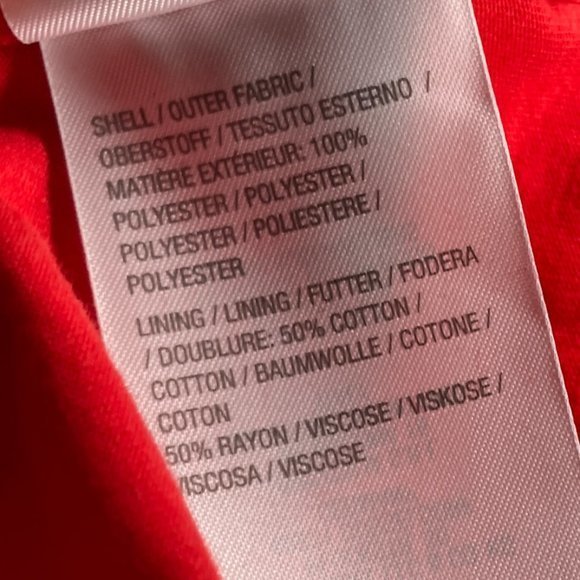 SHELL / OUTER FABRIC /
OBERSTOFF / TESSUTO ESTERNO /
MATIÈRE EXTÉRIEUR: 100%
POLYESTER / POLYESTER /
POLYESTER / POLIESTERE /
POLYESTER
LINING / LINING / FUTTER / FODERA
/ DOUBLURE: 50% COTTON /
COTTON / BAUMWOLLE / COTONE /
COTON
50% RAYON / VISCOSE / VISKOSE /
VISCOSA / VISCOSE